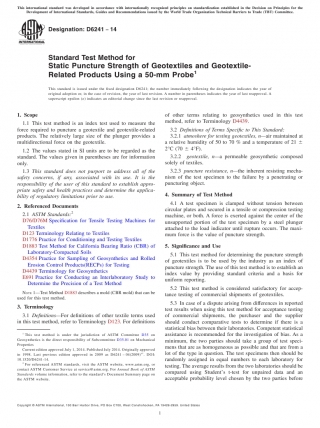 This international standard was developed in accordance with internationally recognized principles on standardization established in the Decision on Principles for the
Development of International Standards, Guides and Recommendations issued by the World Trade Organization Technical Barriers to Trade (TBT) Committee.
Designation: D6241 − 14
INTERNATIONAL
Standard Test Method for
Static Puncture Strength of Geotextiles and Geotextile-
Related Products Using a 50-mm Probe1
This standard is issued under the fixed designation D6241; the number immediately following the designation indicates the year of
original adoption or, in the case of revision, the year of last revision. A number in parentheses indicates the year of last reapproval. A
superscript epsilon (ε) indicates an editorial change since the last revision or reapproval.
1. Scope
1.1 This test method is an index test used to measure the
force required to puncture a geotextile and geotextile-related
products. The relatively large size of the plunger provides a
multidirectional force on the geotextile.
1.2 The values stated in SI units are to be regarded as the
standard. The values given in parentheses are for information
only.
1.3 This standard does not purport to address all of the
safety concerns, if any, associated with its use. It is the
responsibility of the user of this standard to establish appro-
priate safety and health practices and determine the applica-
bility of regulatory limitations prior to use.
2. Referenced Documents
2.1 ASTM Standards:2
D76/D76M Specification for Tensile Testing Machines for
Textiles
D123 Terminology Relating to Textiles
D1776 Practice for Conditioning and Testing Textiles
D1883 Test Method for California Bearing Ratio (CBR) of
Laboratory-Compacted Soils
D4354 Practice for Sampling of Geosynthetics and Rolled
Erosion Control Products(RECPs) for Testing
D4439 Terminology for Geosynthetics
E691 Practice for Conducting an Interlaboratory Study to
Determine the Precision of a Test Method
NOTE 1—Test Method D1883 describes a mold (CBR mold) that can be
used for this test method.
3. Terminology
3.1 Definitions—For definitions of other textile terms used
in this test method, refer to Terminology D123. For definitions
1 This test method is under the jurisdiction of ASTM Committee D35 on
Geosynthetics is the direct responsibility of Subcommittee D35.01 on Mechanical
Properties.
Current edition approved July 1, 2014. Published July 2014. Originally approved
in 1998. Last previous edition approved in 2009 as
2 For referenced ASTM standards, visit the ASTM website, www.astm.org, or
contact ASTM Customer Service at service@astm.org. For Annual Book of ASTM
Standards volume information, refer to the standard's Document Summary page on
the ASTM website.
of other terms relating to geosynthetics used in this test
method, refer to Terminology D4439.
3.2 Definitions of Terms Specific to This Standard:
3.2.1 atmosphere for testing geotextiles, n—air maintained at
a relative humidity of 50 to 70 % and a temperature of 21 ±
2°C (70 ± 4°F).
3.2.2 geotextile, n—a permeable geosynthetic composed
solely of textiles.
3.2.3 puncture resistance, n—the inherent resisting mecha-
nism of the test specimen to the failure by a penetrating or
puncturing object.
4. Summary of Test Method
4.1 A test specimen is clamped without tension between
circular plates and secured in a tensile or compression testing
machine, or both. A force is exerted against the center of the
unsupported portion of the test specimen by a steel plunger
attached to the load indicator until rupture occurs. The maxi-
mum force is the value of puncture strength.
5. Significance and Use
5.1 This test method for determining the puncture strength
of geotextiles is to be used by the industry as an index of
puncture strength. The use of this test method is to establish an
index value by providing standard criteria and a basis for
uniform reporting.
5.2 This test method is considered satisfactory for accep-
tance testing of commercial shipments of geotextiles.
5.3 In case of a dispute arising from differences in reported
test results when using this test method for acceptance testing
of commercial shipments, the purchaser and the supplier
should conduct comparative tests to determine if there is a
statistical bias between their laboratories. Competent statistical
assistance is recommended for the investigation of bias. As a
minimum, the two parties should take a group of test speci-
mens that are as homogeneous as possible and that are from a
lot of the type in question. The test specimens then should be
randomly assigned in equal numbers to each laboratory for
testing. The average results from the two laboratories should be
compared using Student's t-test for unpaired data and an
acceptable probability level chosen by the two parties before
Copyright © ASTM International, 100 Barr Harbor Drive, PO Box C700, West Conshohocken, PA 19428-2959. United States
1